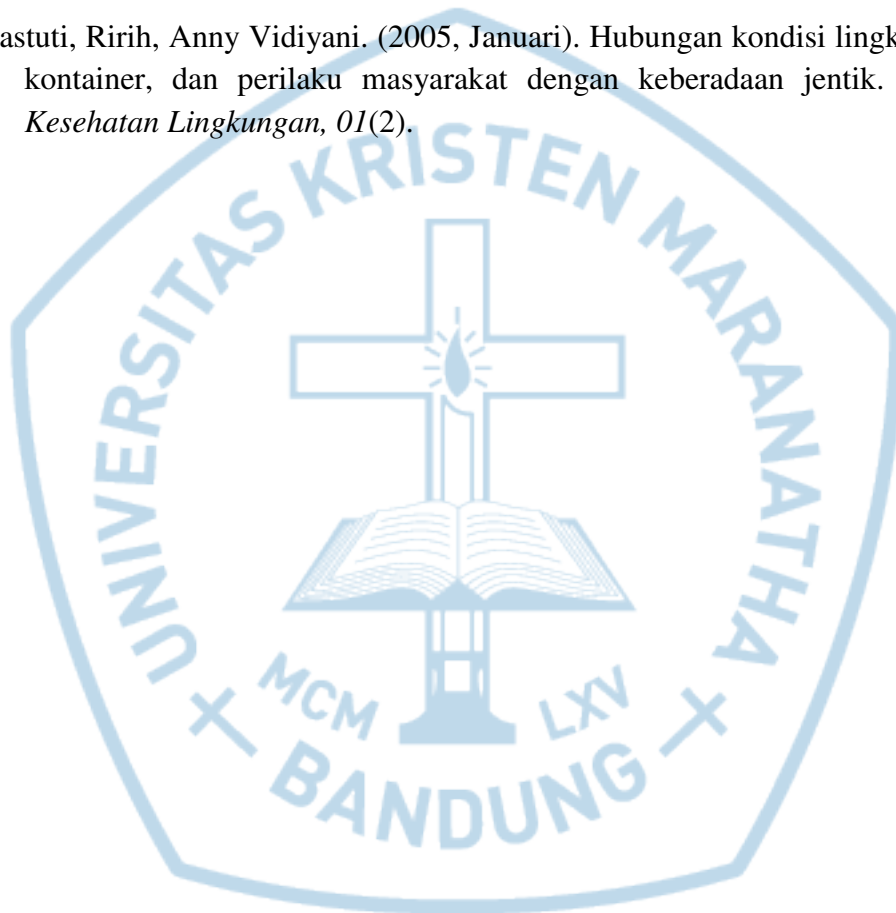 astuti, Ririh, Anny Vidiyani. (2005, Januari). Hubungan kondisi lingk
kontainer, dan perilaku masyarakat dengan keberadaan jentik.
Kesehatan Lingkungan, 01(2).
UNIVERSITAS KRISTEN MARANATHA
MCM LXV
BANDUNG